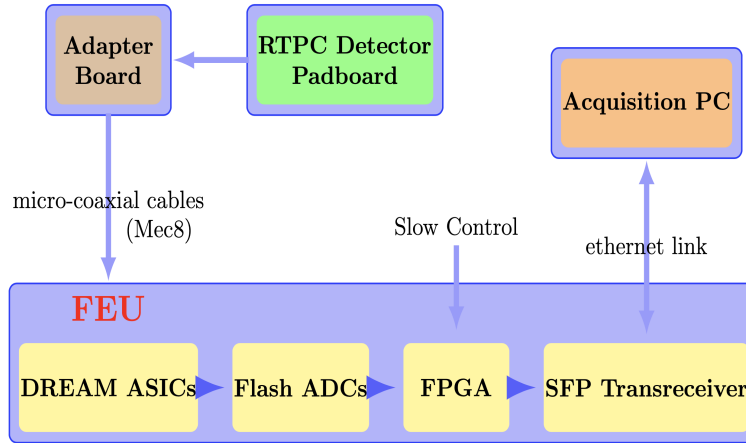 Adapter
Board
RTPC Detector
Padboard
Acquisition PC
micro-coaxial cables
(Mec8)
Slow Control
ethernet link
FEU
DREAM ASICs
Flash ADCs
FPGA
SFP Transreceiver